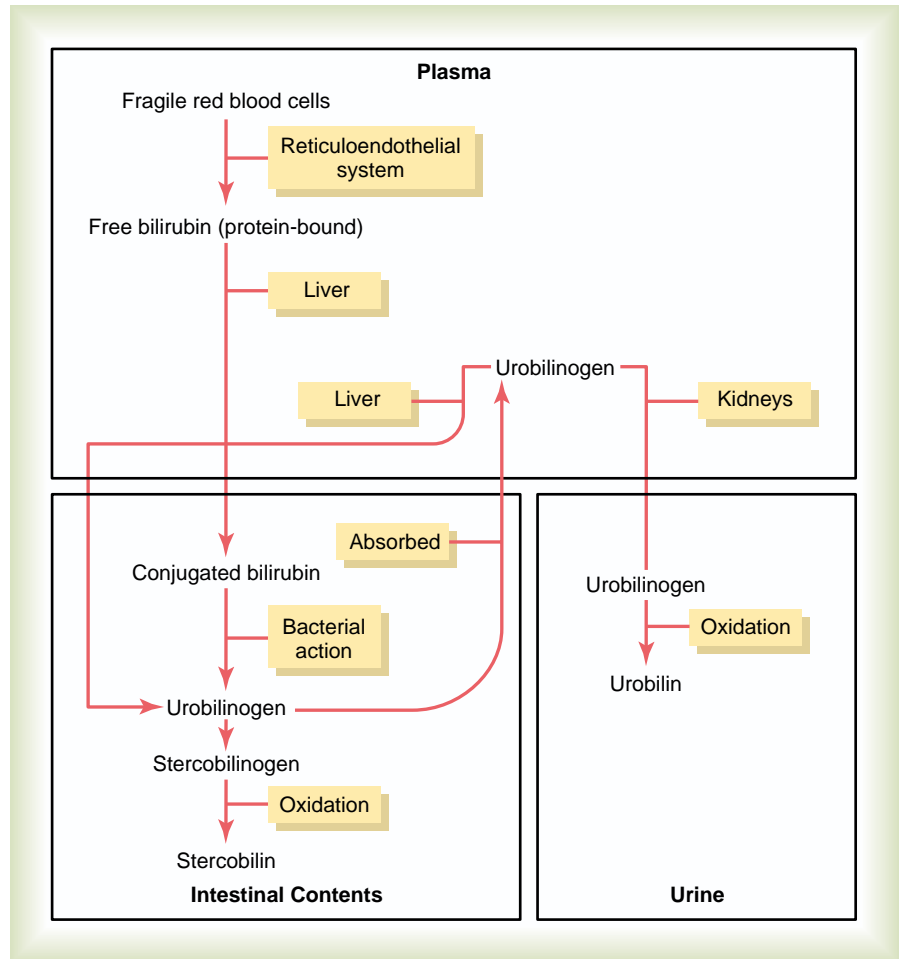 Plasma
Fragile red blood cells
Reticuloendothelial
system
Free bilirubin (protein-bound)
Liver
Urobilinogen
Liver
Kidneys
Absorbed
Conjugated bilirubin
Urobilinogen
Bacterial
action
Oxidation
Urobilin
Urobilinogen
Stercobilinogen
Oxidation
Stercobilin
Intestinal Contents
Urine